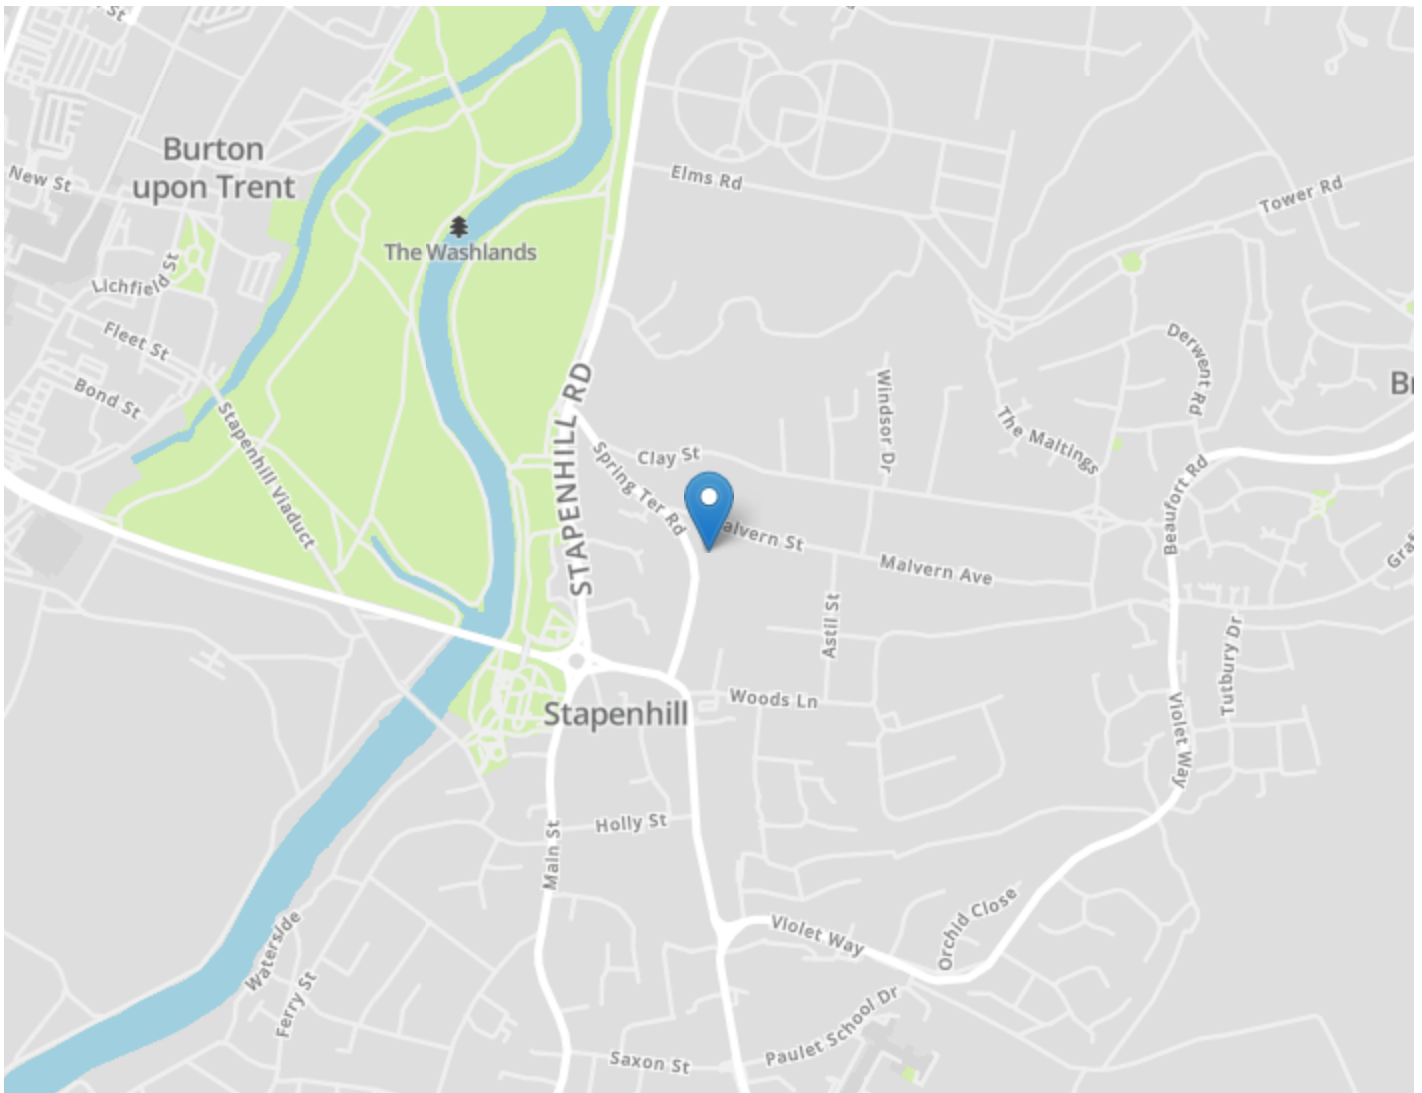 St
Burton
upon Trent
New St
Elms Rd
Tower Rd
The Washlands
Lichfield St
Fleet St
Derwent Rd
Bond St
STAPENHILL RD
Windsor Dr
Stapenhill Viaduct
The Maltings
Clay St
Spring Ter Rd
Beaufort Rd
alvern St
Malvern Ave
Astil St
Tutbury Dr
Woods Ln
Stapenhill
Violet Way
Holly St
Main St
Orchid Close
Violet Way
Waterside
Ferry St
Paulet School Dr
Saxon St